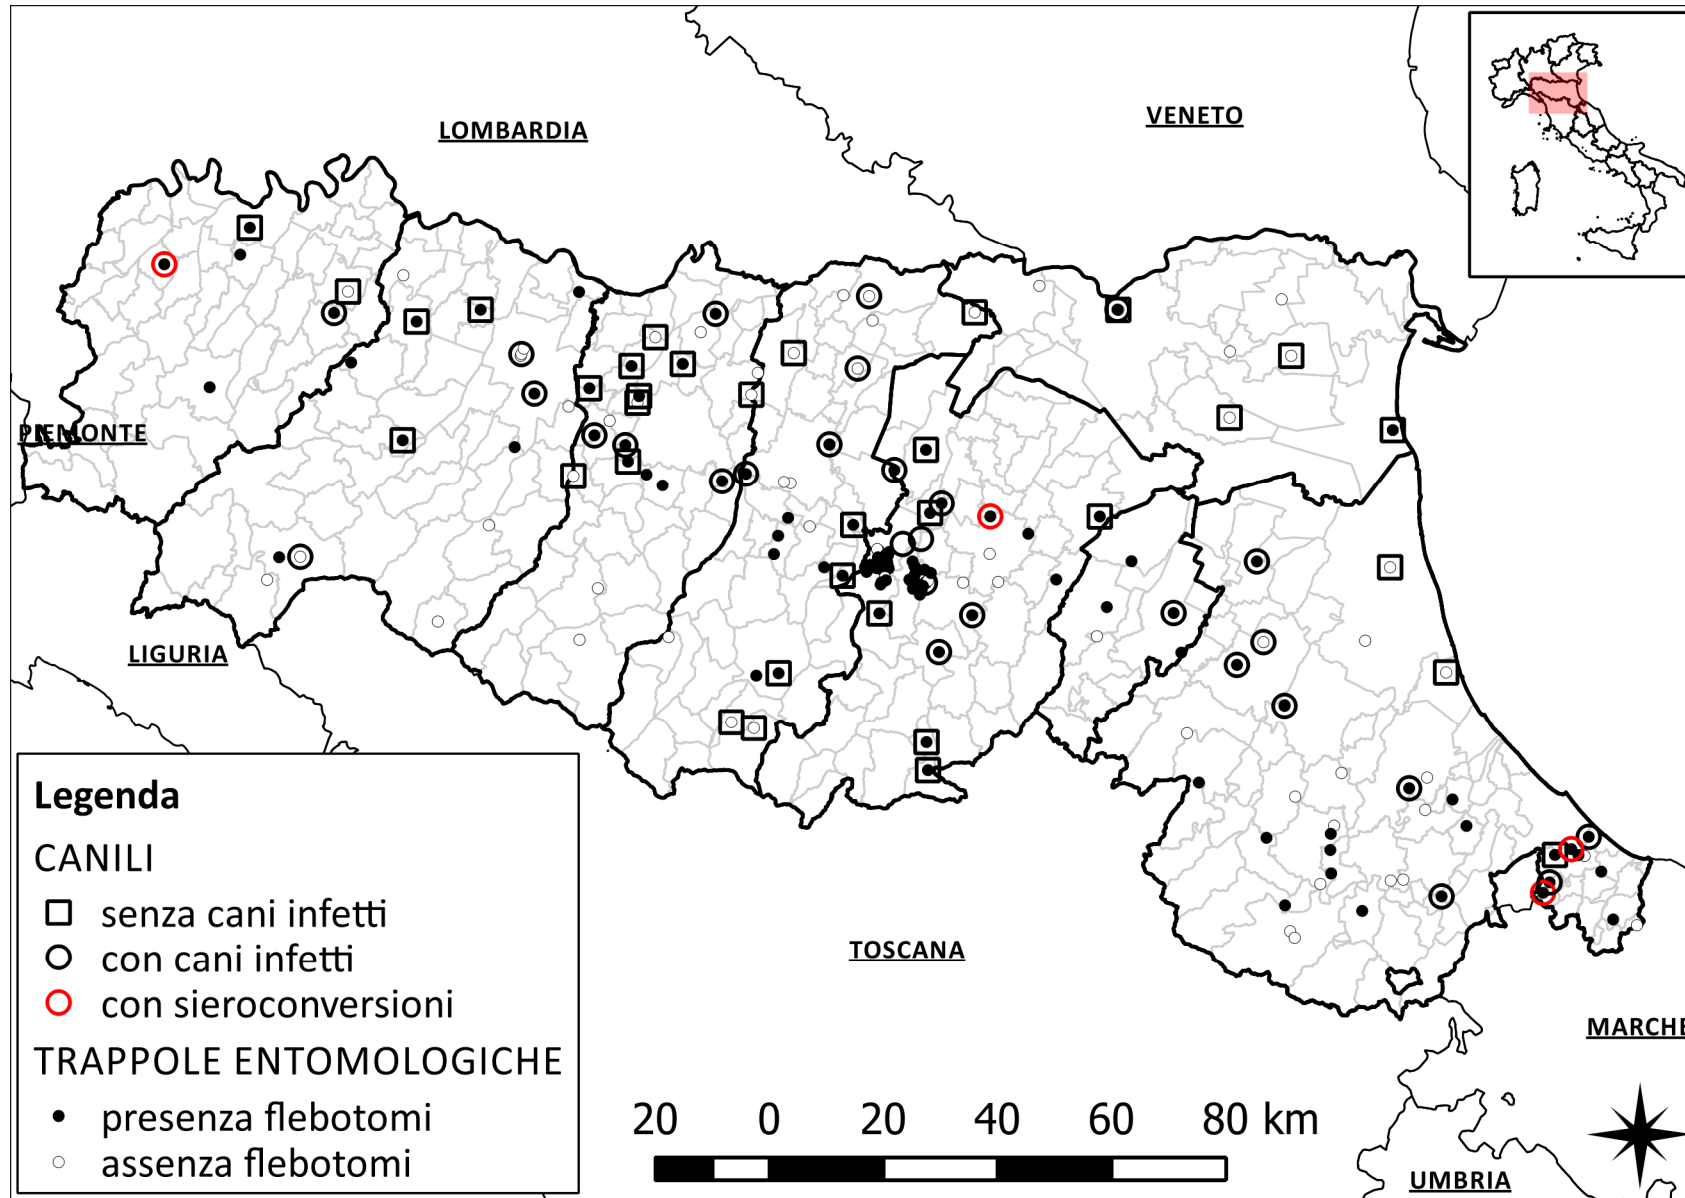 LOMBARDIA
VENETO
PIEMONTE
LIGURIA
TOSCANA
MARCHE
UMBRIA
Legenda
CANILI
senza cani infetti
con cani infetti
con sieroconversioni
TRAPPOLE ENTOMOLOGICHE
presenza flebotomi
assenza flebotomi
20 0 20 40 60 80 km